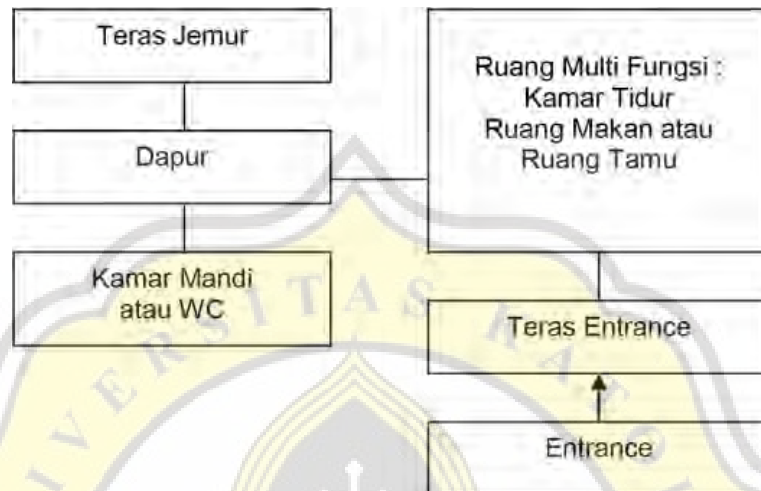 Teras Jemur
Dapur
Kamar Mandi
atau WC
Ruang Multi Fungsi :
Kamar Tidur
Ruang Makan atau
Ruang Tamu
Teras Entrance
Entrance